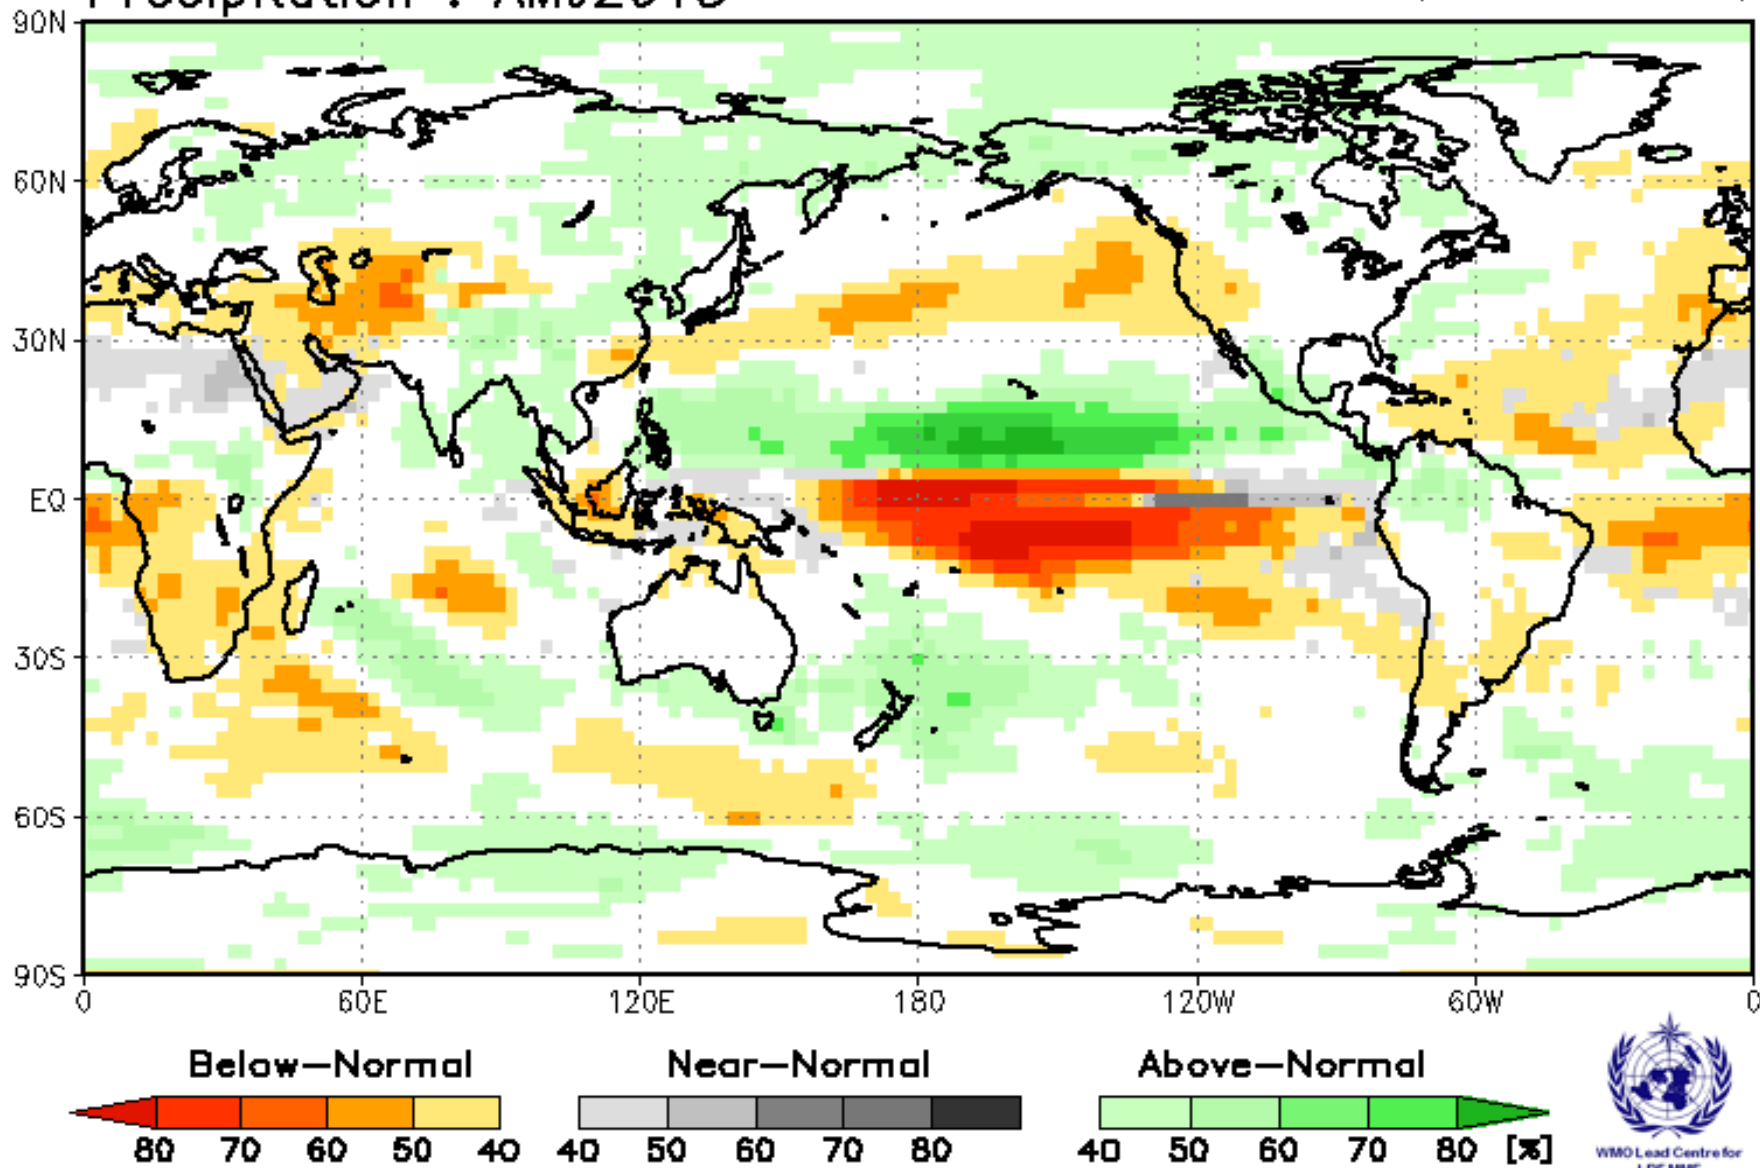 Precipitation : AMJ2018
90N
60N
30N
EQ
30S
60S
90S
0 60E 120E 180 120W 60W 0
Below-Normal Near-Normal Above-Normal
80 70 60 50 40 40 50 60 70 80 40 50 60 70 80 [%]
WMO Lead Centre for